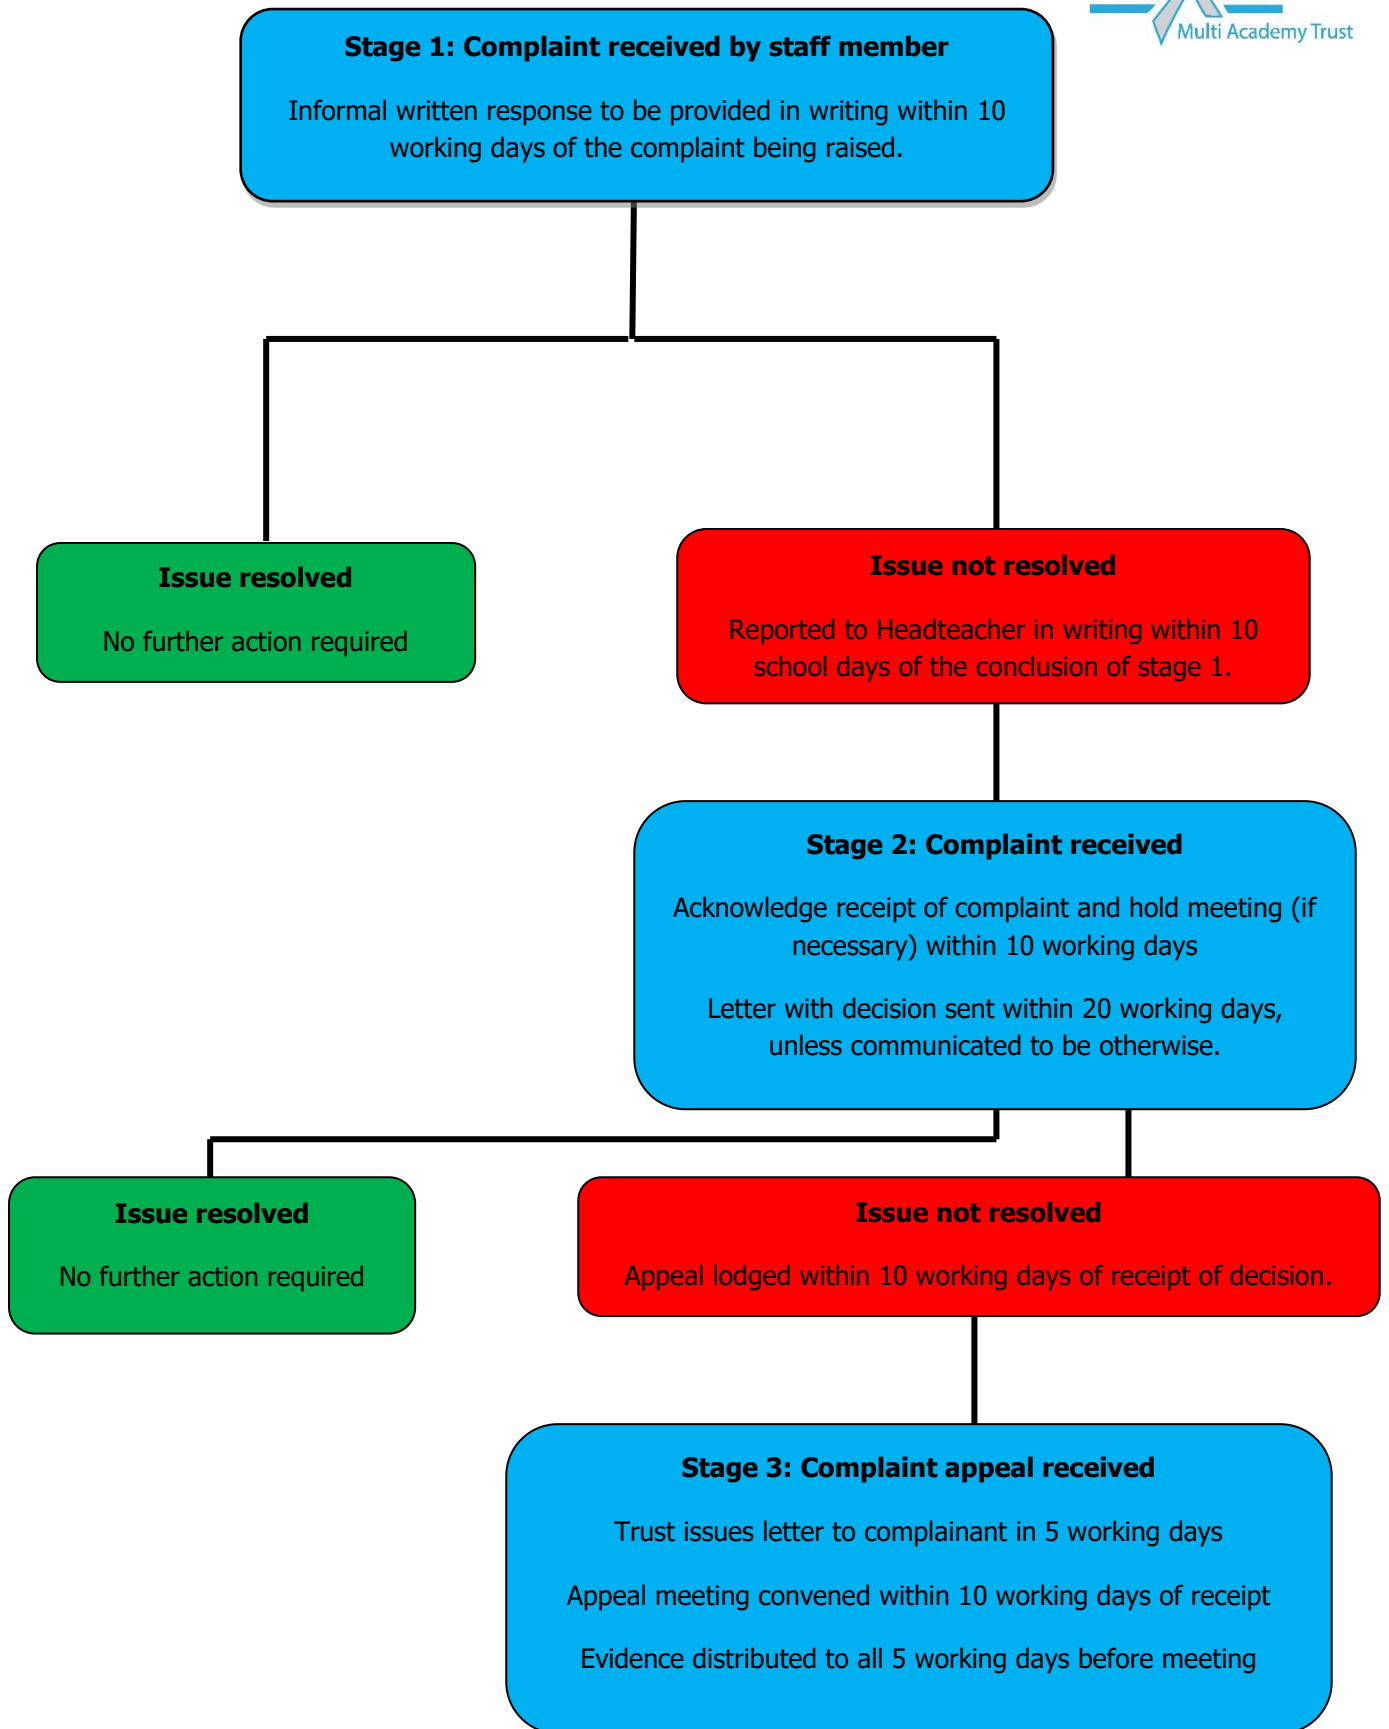 Multi Academy Trust
Stage 1: Complaint received by staff member
Informal written response to be provided in writing within 10
working days of the complaint being raised.
Issue resolved
No further action required
Issue not resolved
Reported to Headteacher in writing within 10
school days of the conclusion of stage 1.
Stage 2: Complaint received
Acknowledge receipt of complaint and hold meeting (if
necessary) within 10 working days
Letter with decision sent within 20 working days,
unless communicated to be otherwise.
Issue resolved
No further action required
Issue not resolved
Appeal lodged within 10 working days of receipt of decision.
Stage 3: Complaint appeal received
Trust issues letter to complainant in 5 working days
Appeal meeting convened within 10 working days of receipt
Evidence distributed to all 5 working days before meeting